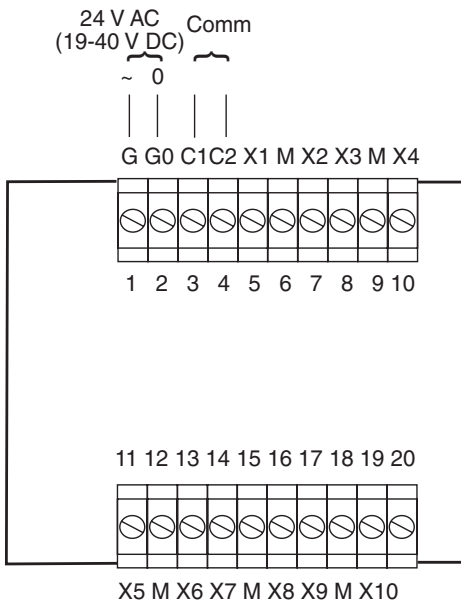 24 V AC
(19-40 V DC)
Comm
~ 0
G G0 C1 C2 X1 M X2 X3 M X4
1 2 3 4 5 6 7 8 9 10
11 12 13 14 15 16 17 18 19 20
X5 M X6 X7 M X8 X9 M X10